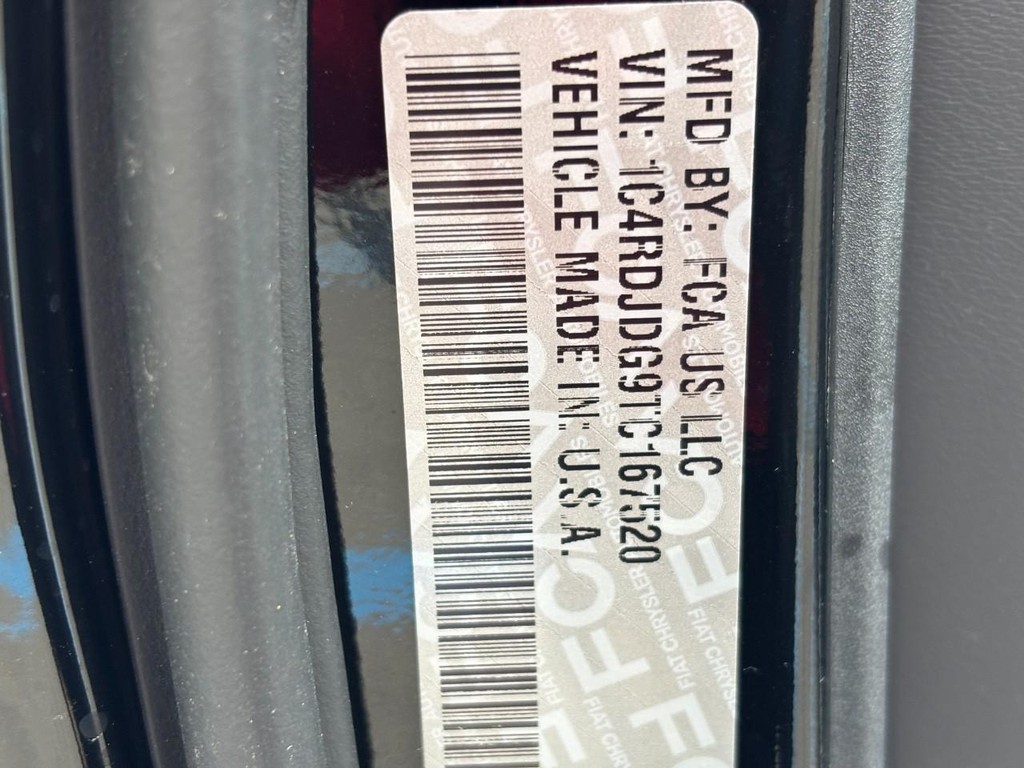 MFD BY: FCA US LLC
VIN: 1C4RDJDG9TC167520
VEHICLE MADE IN: U.S.A.